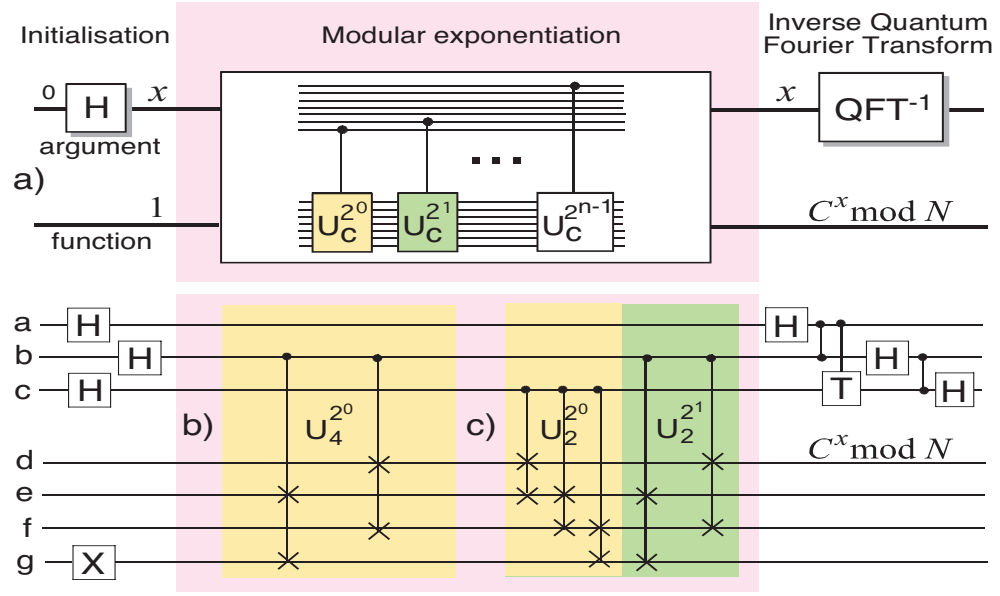 Initialisation
Modular exponentiation
Inverse Quantum
Fourier Transform
0 H x
x QFT⁻¹
argument
a)
. . .
1
U_C^{2^0} U_C^{2^1} U_C^{2^{n-1}}
C^x mod N
function
a H H
b H H
c H T H
b) U_4^{2^0} c) U_2^{2^0} U_2^{2^1}
d C^x mod N
e
f
g X